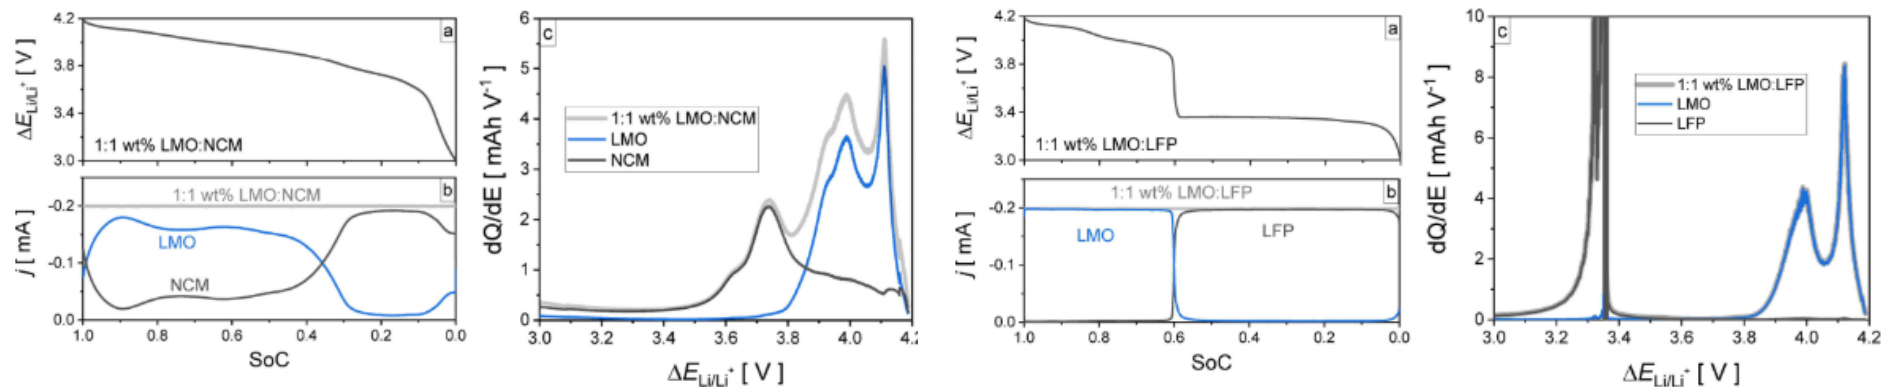 a
4.2
3.8
3.4
3.0
ΔE_Li/Li⁺ [ V ]
1:1 wt% LMO:NCM
b
-0.2
-0.1
0.0
j [ mA ]
1:1 wt% LMO:NCM
LMO
NCM
1.0 0.8 0.6 0.4 0.2 0.0
SoC
c
6
5
4
3
2
1
0
dQ/dE [ mAh V⁻¹ ]
1:1 wt% LMO:NCM
LMO
NCM
3.0 3.2 3.4 3.6 3.8 4.0 4.2
ΔE_Li/Li⁺ [ V ]
a
4.2
3.8
3.4
3.0
ΔE_Li/Li⁺ [ V ]
1:1 wt% LMO:LFP
b
-0.2
-0.1
0.0
j [ mA ]
1:1 wt% LMO:LFP
LMO LFP
1.0 0.8 0.6 0.4 0.2 0.0
SoC
c
10
8
6
4
2
0
dQ/dE [ mAh V⁻¹ ]
1:1 wt% LMO:LFP
LMO
LFP
3.0 3.2 3.4 3.6 3.8 4.0 4.2
ΔE_Li/Li⁺ [ V ]